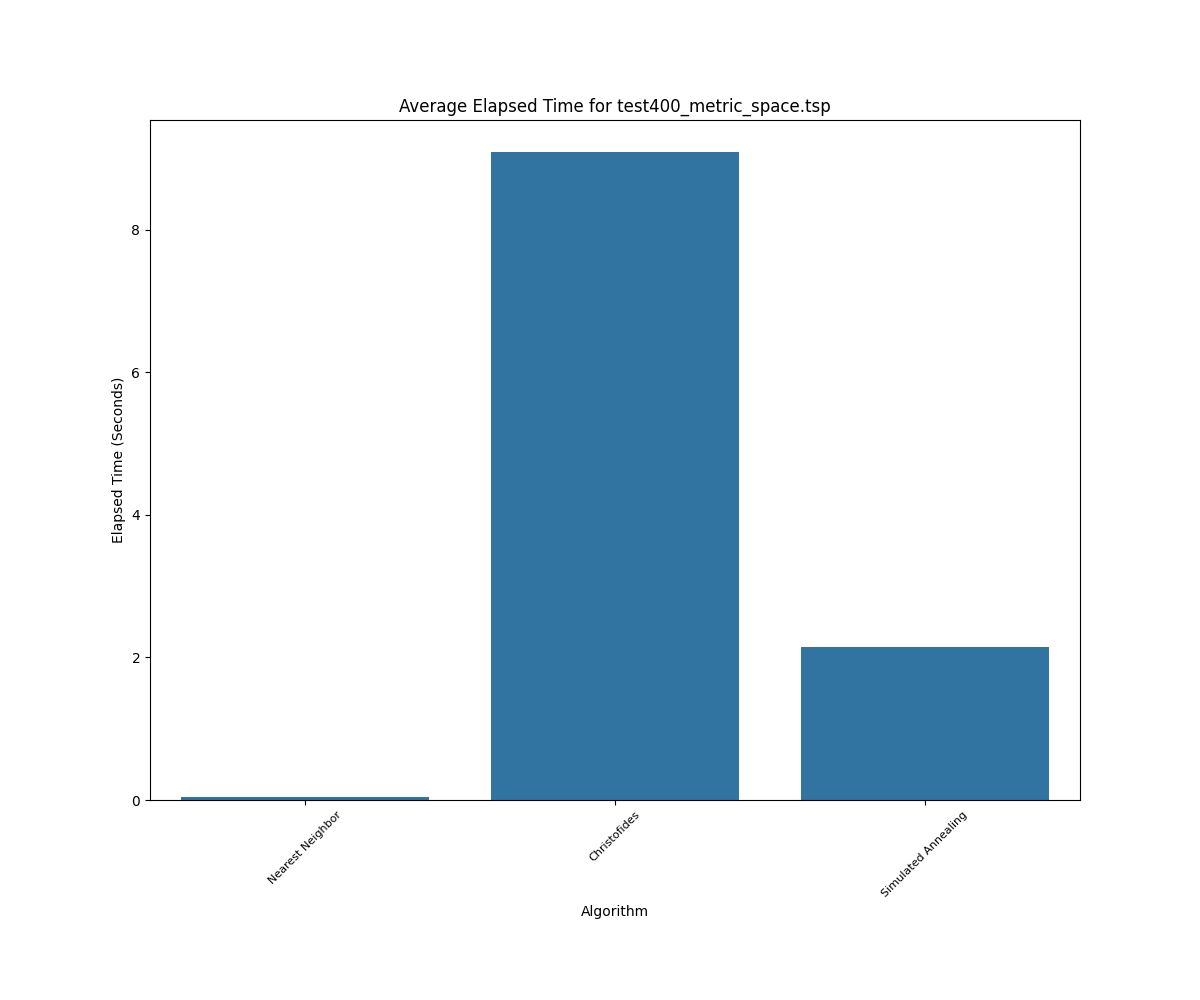 Average Elapsed Time for test400_metric_space.tsp
Elapsed Time (Seconds)
8
6
4
2
0
Nearest Neighbor
Christofides
Simulated Annealing
Algorithm